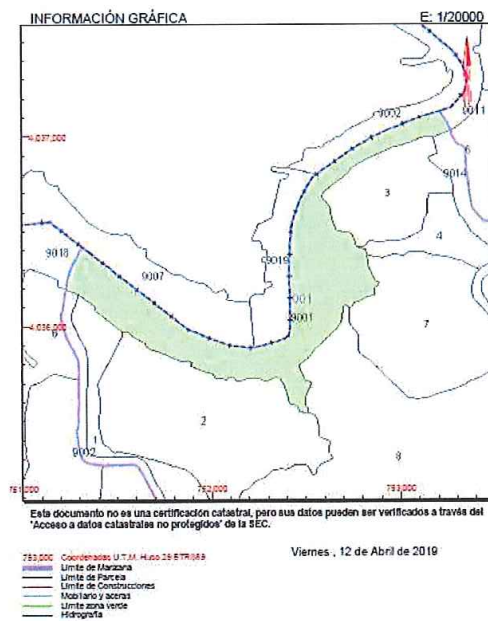 INFORMACIÓN GRÁFICA E: 1/20000
9002
9011
4,037,000
6
9014
3
4
9018
9007
9019
001
9001
4,036,000
7
2
1
9002
8
751,000 752,000 753,000
Este documento no es una certificación catastral, pero sus datos pueden ser verificados a través del
"Acceso a datos catastrales no protegidos" de la SEC.
Viernes , 12 de Abril de 2019
753,000 Coordenadas U.T.M. Huso 29 ETRS89
Límite de Manzana
Límite de Parcela
Límite de Construcciones
Mobiliario y aceras
Límite zona verde
Hidrografía